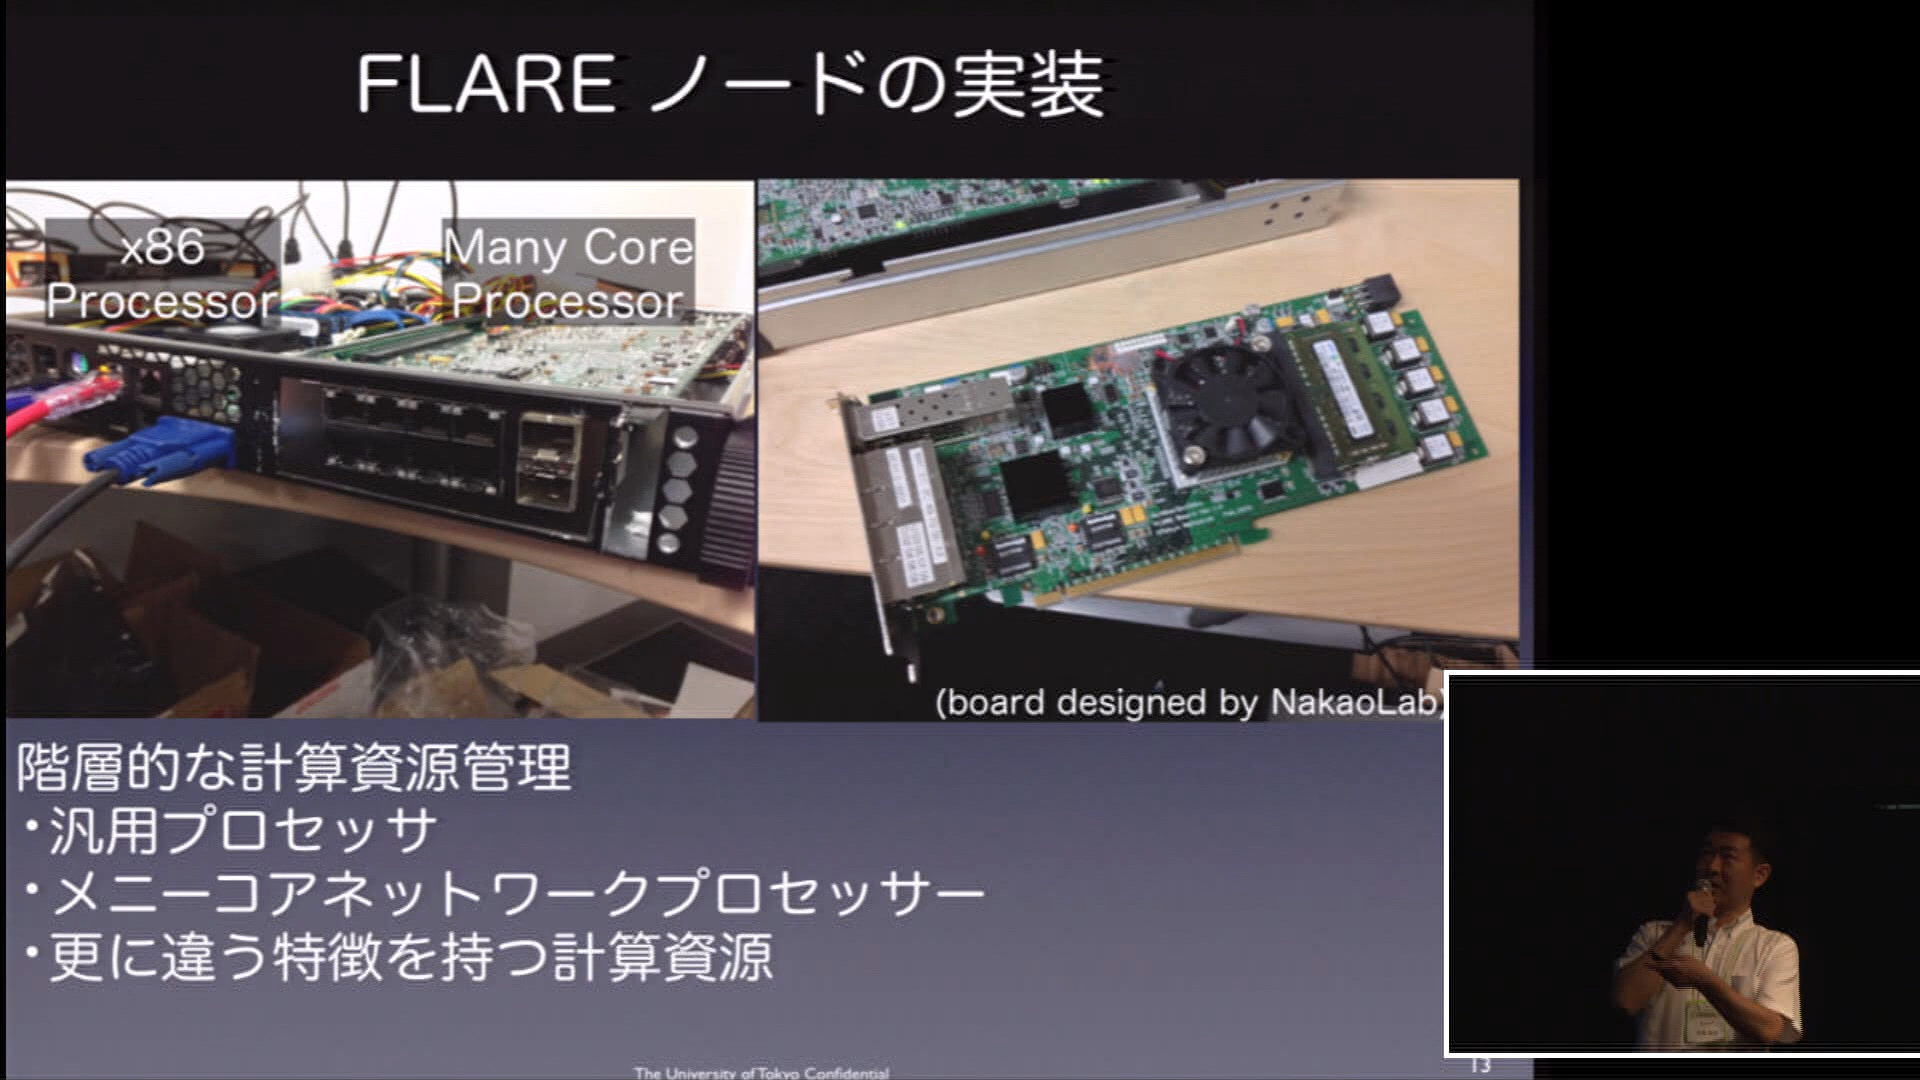 FLARE ノードの実装
x86
Processor
Many Core
Processor
(board designed by NakaoLab)
階層的な計算資源管理
・汎用プロセッサ
・メニーコアネットワークプロセッサー
・更に違う特徴を持つ計算資源
The University of Tokyo Confidential
13